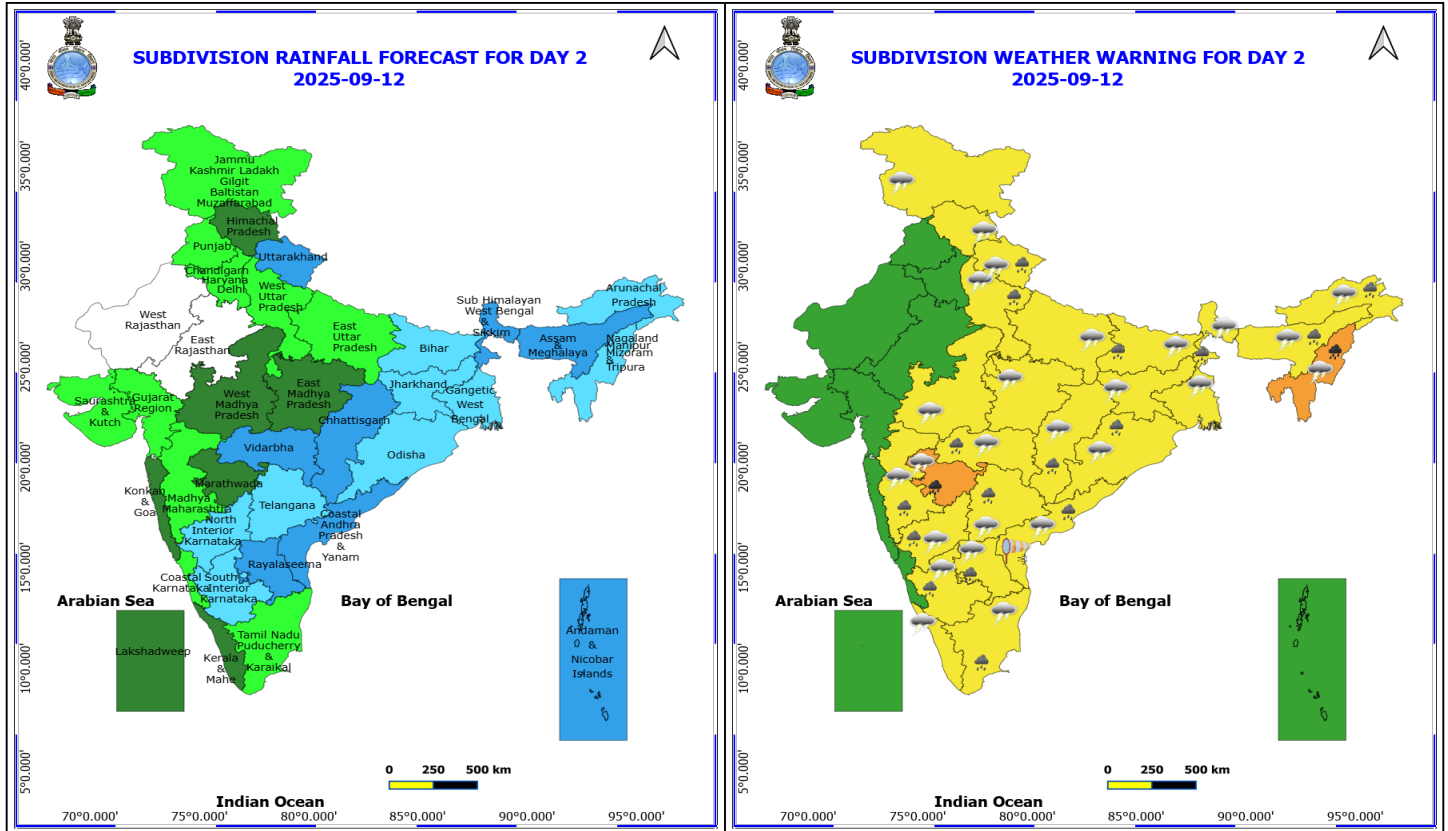 SUBDIVISION RAINFALL FORECAST FOR DAY 2
2025-09-12
40°0.000'
35°0.000'
30°0.000'
25°0.000'
20°0.000'
15°0.000'
10°0.000'
5°0.000'
Jammu
Kashmir Ladakh
Gilgit
Baltistan
Muzaffarabad
Himachal
Pradesh
Punjab
Uttarakhand
Chandigarh
Haryana
Delhi
West
Uttar
Pradesh
West
Rajasthan
East
Rajasthan
East
Uttar
Pradesh
Sub Himalayan
West Bengal
&
Sikkim
Arunachal
Pradesh
Assam
&
Meghalaya
Nagaland
Manipur
Mizoram
&
Tripura
Bihar
Jharkhand
Gangetic
West
Bengal
Saurashtra
&
Kutch
Gujarat
Region
West
Madhya
Pradesh
East
Madhya
Pradesh
Chhattisgarh
Vidarbha
Odisha
Konkan
&
Goa
Madhya
Maharashtra
Marathwada
Telangana
North
Interior
Karnataka
Coastal
Andhra
Pradesh
&
Yanam
Rayalaseema
Coastal
Karnataka
South
Interior
Karnataka
Arabian Sea
Bay of Bengal
Lakshadweep
Kerala
&
Mahe
Tamil Nadu
Puducherry
&
Karaikal
Andaman
&
Nicobar
Islands
0 250 500 km
Indian Ocean
70°0.000' 75°0.000' 80°0.000' 85°0.000' 90°0.000' 95°0.000'
SUBDIVISION WEATHER WARNING FOR DAY 2
2025-09-12
40°0.000'
35°0.000'
30°0.000'
25°0.000'
20°0.000'
15°0.000'
10°0.000'
5°0.000'
Arabian Sea
Bay of Bengal
0 250 500 km
Indian Ocean
70°0.000' 75°0.000' 80°0.000' 85°0.000' 90°0.000' 95°0.000'